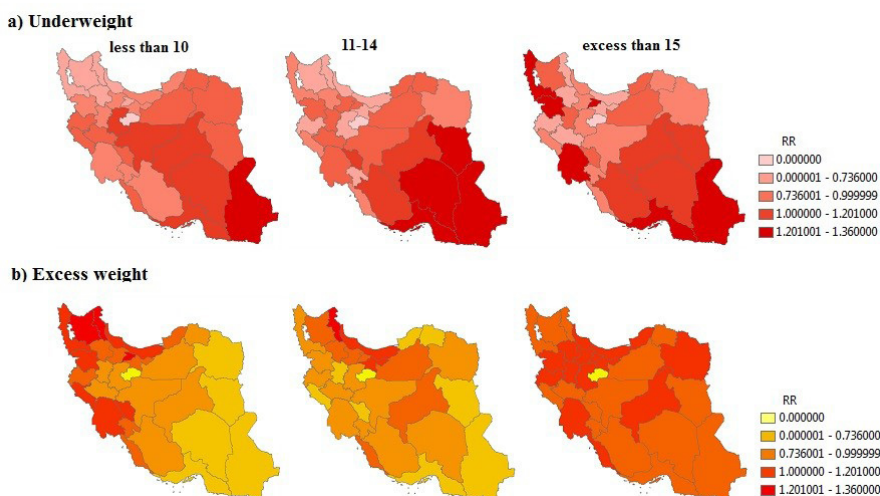 a) Underweight
less than 10
11-14
excess than 15
RR
0.000000
0.000001 - 0.736000
0.736001 - 0.999999
1.000000 - 1.201000
1.201001 - 1.360000
b) Excess weight
RR
0.000000
0.000001 - 0.736000
0.736001 - 0.999999
1.000000 - 1.201000
1.201001 - 1.360000